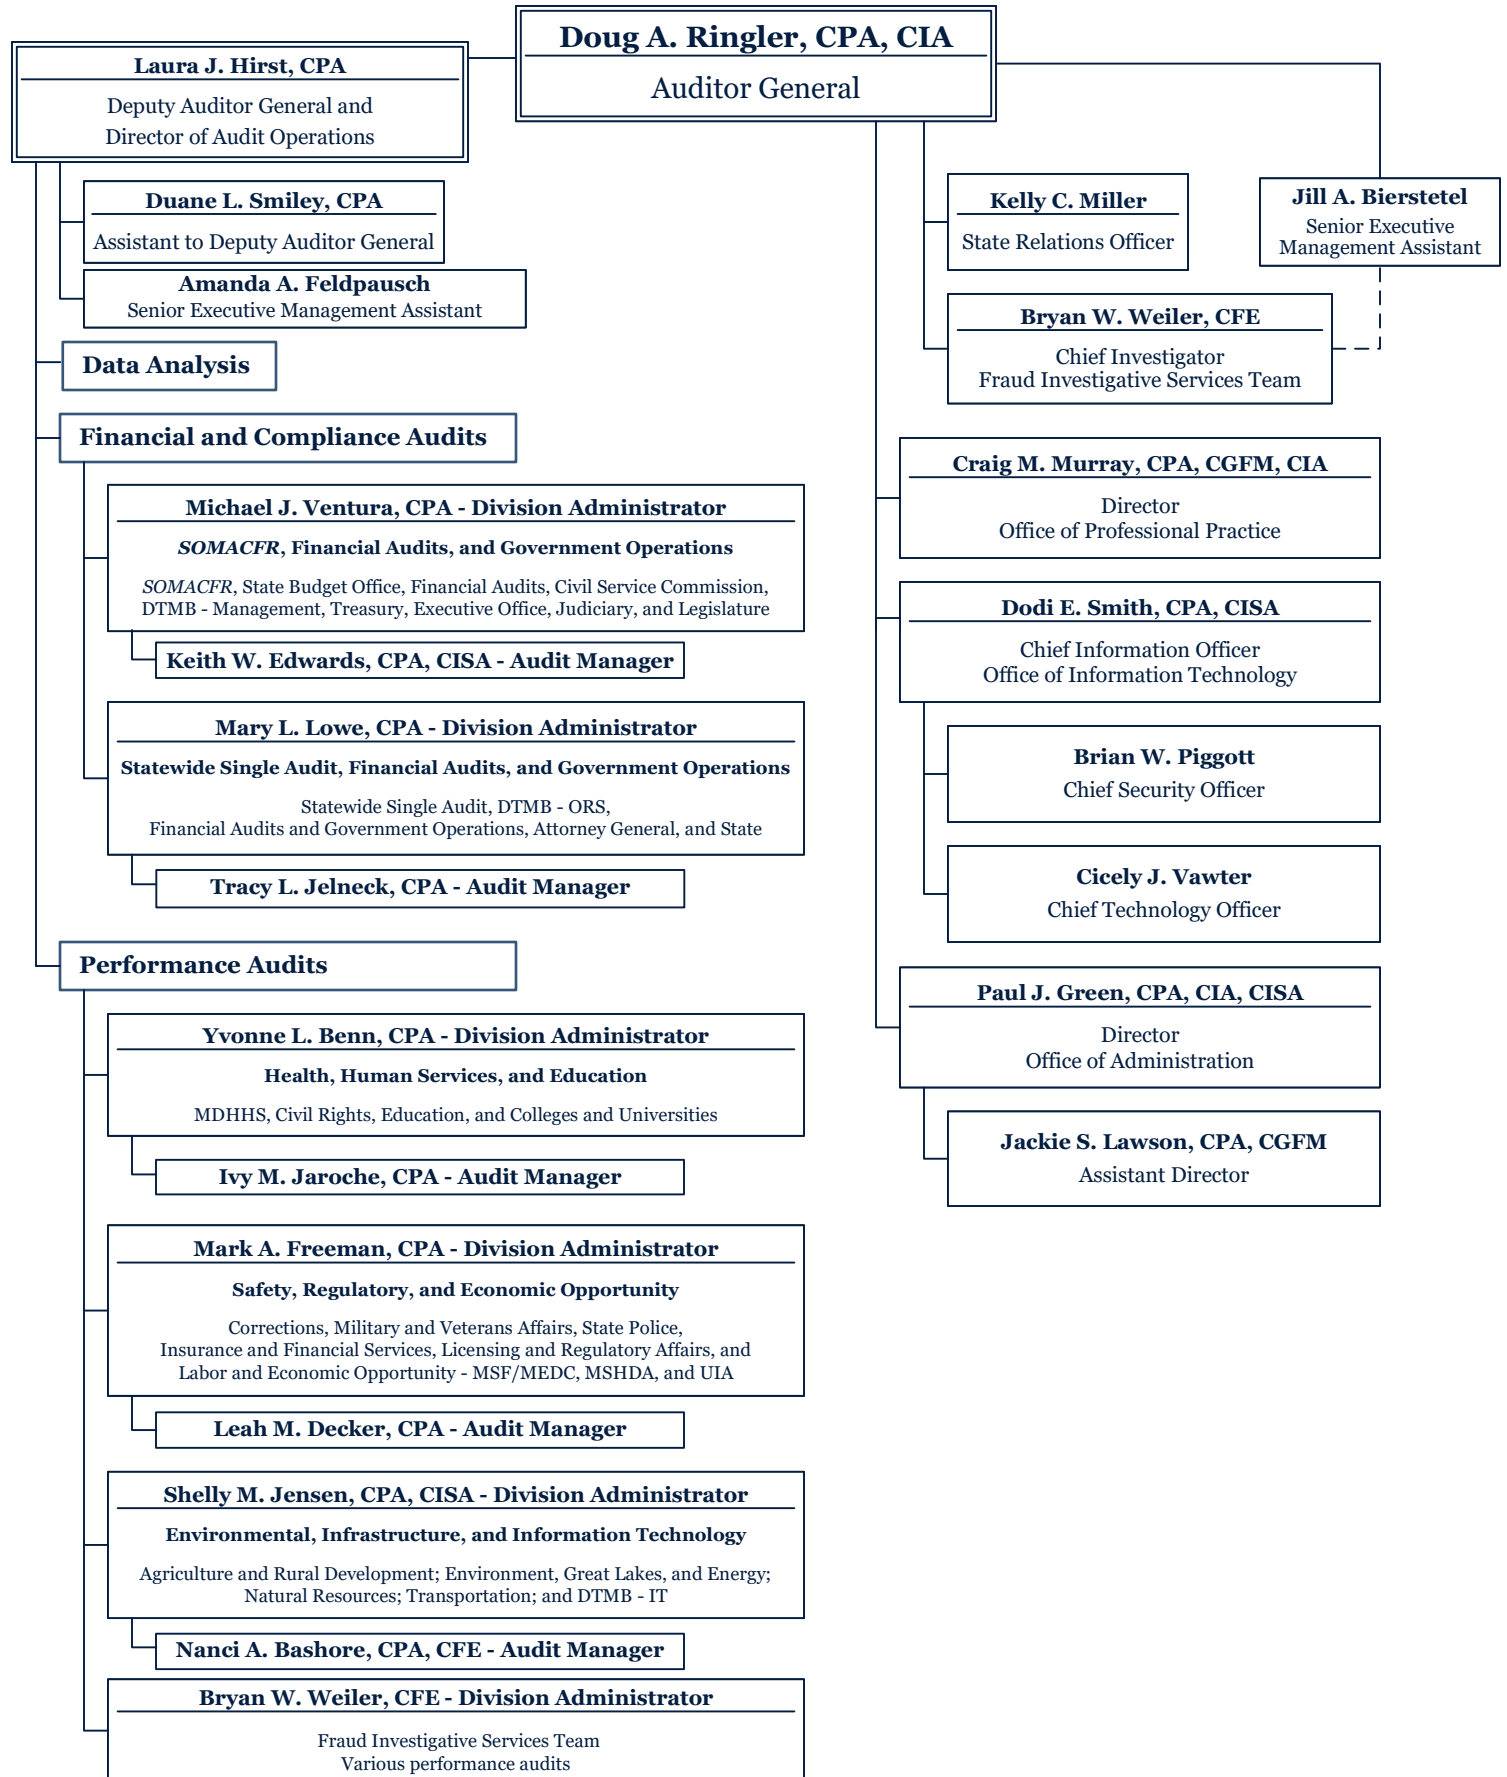 Doug A. Ringler, CPA, CIA
Auditor General
Laura J. Hirst, CPA
Deputy Auditor General and
Director of Audit Operations
Duane L. Smiley, CPA
Assistant to Deputy Auditor General
Amanda A. Feldpausch
Senior Executive Management Assistant
Data Analysis
Financial and Compliance Audits
Michael J. Ventura, CPA - Division Administrator
SOMACFR, Financial Audits, and Government Operations
SOMACFR, State Budget Office, Financial Audits, Civil Service Commission,
DTMB - Management, Treasury, Executive Office, Judiciary, and Legislature
Keith W. Edwards, CPA, CISA - Audit Manager
Mary L. Lowe, CPA - Division Administrator
Statewide Single Audit, Financial Audits, and Government Operations
Statewide Single Audit, DTMB - ORS,
Financial Audits and Government Operations, Attorney General, and State
Tracy L. Jelneck, CPA - Audit Manager
Performance Audits
Yvonne L. Benn, CPA - Division Administrator
Health, Human Services, and Education
MDHHS, Civil Rights, Education, and Colleges and Universities
Ivy M. Jaroche, CPA - Audit Manager
Mark A. Freeman, CPA - Division Administrator
Safety, Regulatory, and Economic Opportunity
Corrections, Military and Veterans Affairs, State Police,
Insurance and Financial Services, Licensing and Regulatory Affairs, and
Labor and Economic Opportunity - MSF/MEDC, MSHDA, and UIA
Leah M. Decker, CPA - Audit Manager
Shelly M. Jensen, CPA, CISA - Division Administrator
Environmental, Infrastructure, and Information Technology
Agriculture and Rural Development; Environment, Great Lakes, and Energy;
Natural Resources; Transportation; and DTMB - IT
Nanci A. Bashore, CPA, CFE - Audit Manager
Bryan W. Weiler, CFE - Division Administrator
Fraud Investigative Services Team
Various performance audits
Kelly C. Miller
State Relations Officer
Jill A. Bierstetel
Senior Executive
Management Assistant
Bryan W. Weiler, CFE
Chief Investigator
Fraud Investigative Services Team
Craig M. Murray, CPA, CGFM, CIA
Director
Office of Professional Practice
Dodi E. Smith, CPA, CISA
Chief Information Officer
Office of Information Technology
Brian W. Piggott
Chief Security Officer
Cicely J. Vawter
Chief Technology Officer
Paul J. Green, CPA, CIA, CISA
Director
Office of Administration
Jackie S. Lawson, CPA, CGFM
Assistant Director